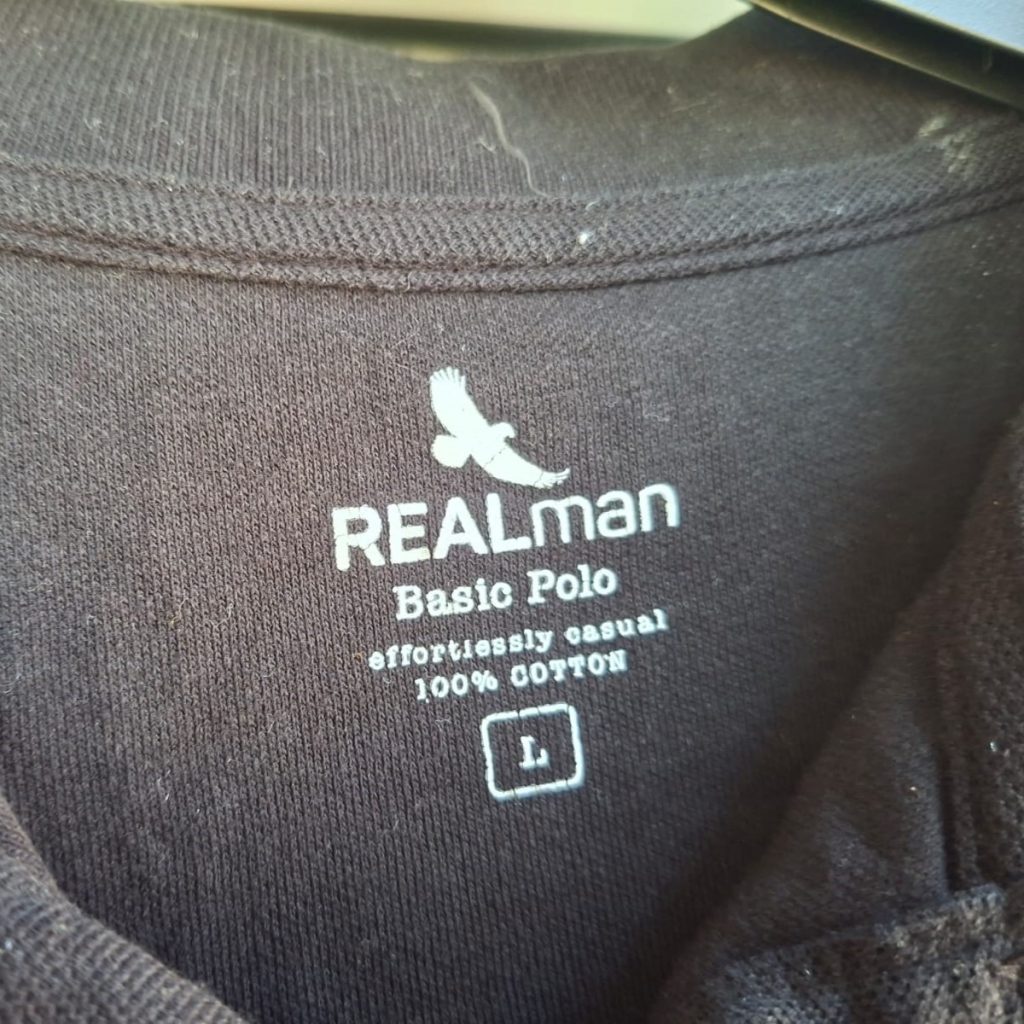 REALman
Basic Polo
effortlessly casual
100% COTTON
L